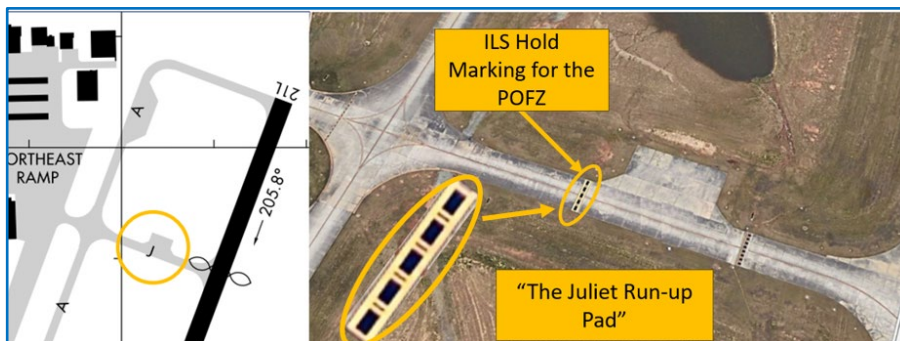 21L
A
ORTHEAST
RAMP
205.8°
J
A
ILS Hold
Marking for the
POFZ
“The Juliet Run-up
Pad”